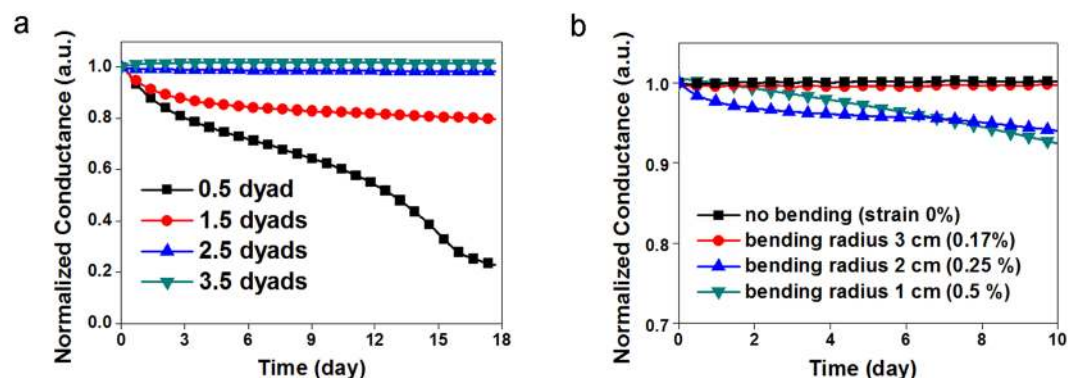 a
Normalized Conductance (a.u.)
1.0
0.8
0.6
0.4
0.2
0.0
0.5 dyad
1.5 dyads
2.5 dyads
3.5 dyads
0 3 6 9 12 15 18
Time (day)
b
Normalized Conductance (a.u.)
1.0
0.9
0.8
0.7
no bending (strain 0%)
bending radius 3 cm (0.17%)
bending radius 2 cm (0.25 %)
bending radius 1 cm (0.5 %)
0 2 4 6 8 10
Time (day)